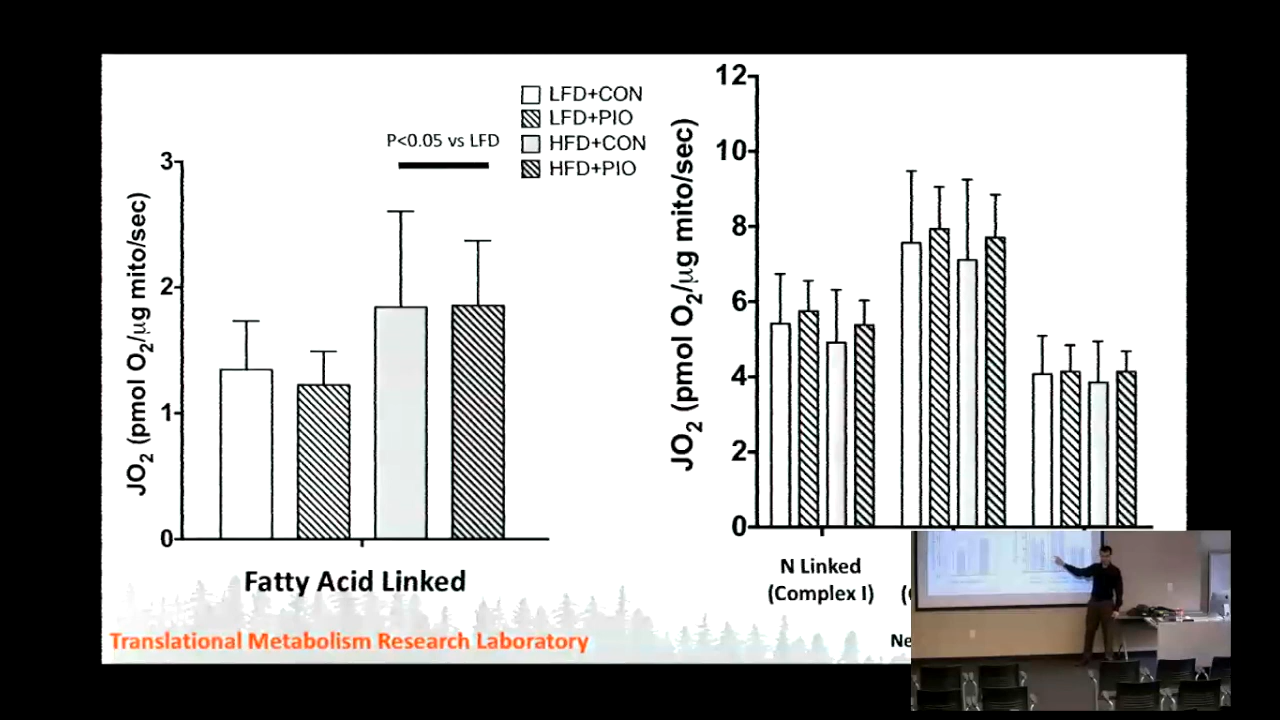 LFD+CON
LFD+PIO
HFD+CON
HFD+PIO
P<0.05 vs LFD
3
2
1
0
JO2 (pmol O2/µg mito/sec)
Fatty Acid Linked
12
10
8
6
4
2
0
JO2 (pmol O2/µg mito/sec)
N Linked
(Complex I)
Translational Metabolism Research Laboratory